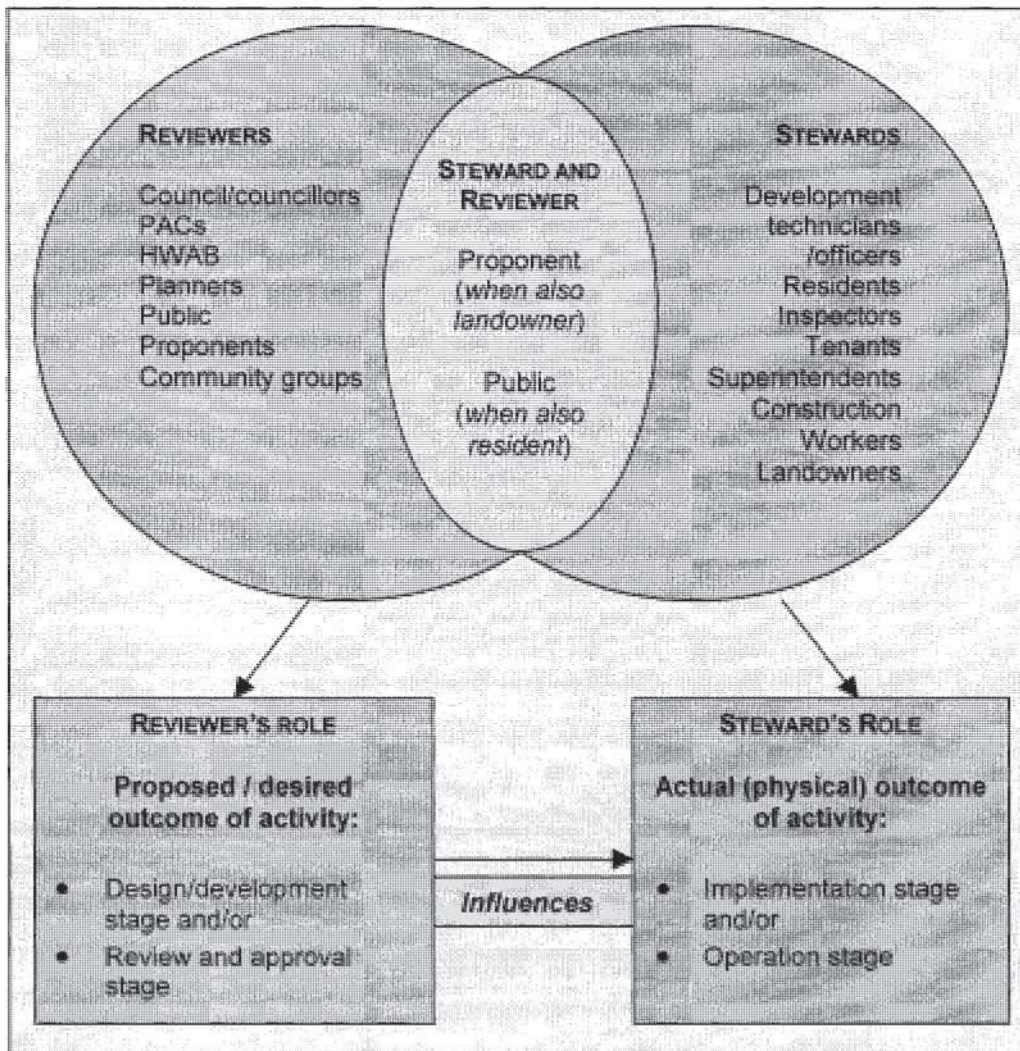 REVIEWERS
Council/councillors
PACs
HWAB
Planners
Public
Proponents
Community groups
STEWARD AND
REVIEWER
Proponent
(when also
landowner)
Public
(when also
resident)
STEWARDS
Development
technicians
/officers
Residents
Inspectors
Tenants
Superintendents
Construction
Workers
Landowners
REVIEWER'S ROLE
Proposed / desired
outcome of activity:
• Design/development
stage and/or
• Review and approval
stage
Influences
STEWARD'S ROLE
Actual (physical) outcome
of activity:
• Implementation stage
and/or
• Operation stage